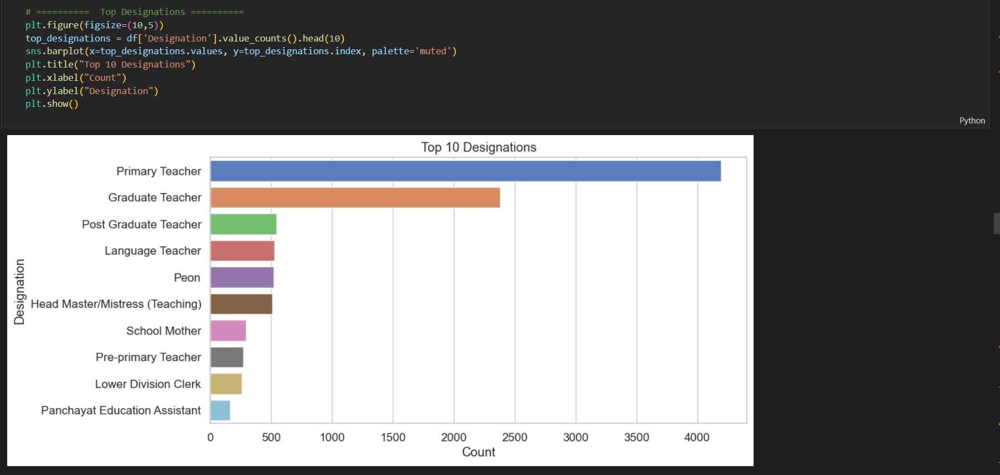 # ==========  Top Designations ==========
plt.figure(figsize=(10,5))
top_designations = df['Designation'].value_counts().head(10)
sns.barplot(x=top_designations.values, y=top_designations.index, palette='muted')
plt.title("Top 10 Designations")
plt.xlabel("Count")
plt.ylabel("Designation")
plt.show()
Python
Top 10 Designations
Designation
Primary Teacher
Graduate Teacher
Post Graduate Teacher
Language Teacher
Peon
Head Master/Mistress (Teaching)
School Mother
Pre-primary Teacher
Lower Division Clerk
Panchayat Education Assistant
0 500 1000 1500 2000 2500 3000 3500 4000
Count